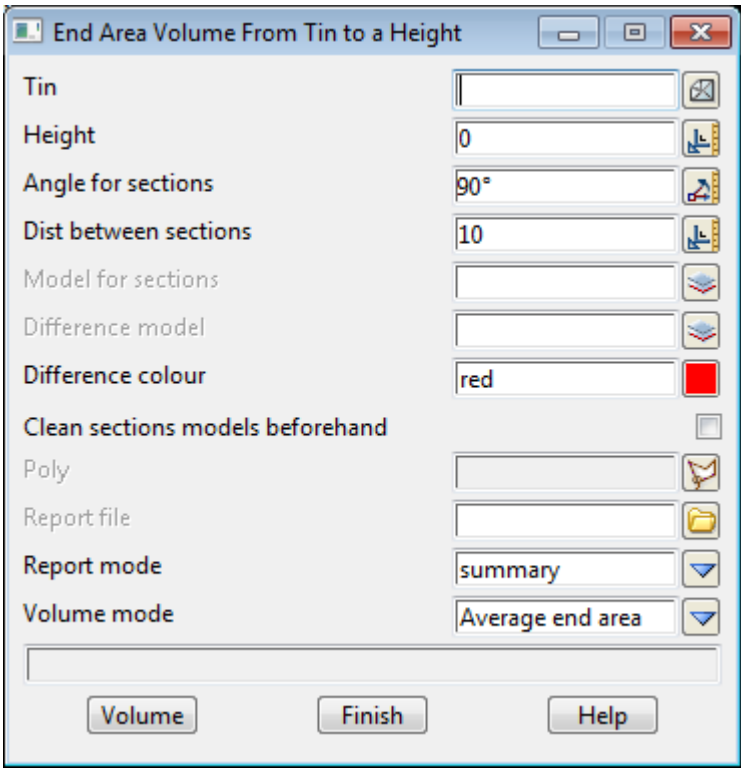 End Area Volume From Tin to a Height
Tin
Height 0
Angle for sections 90°
Dist between sections 10
Model for sections
Difference model
Difference colour red
Clean sections models beforehand
Poly
Report file
Report mode summary
Volume mode Average end area
Volume Finish Help